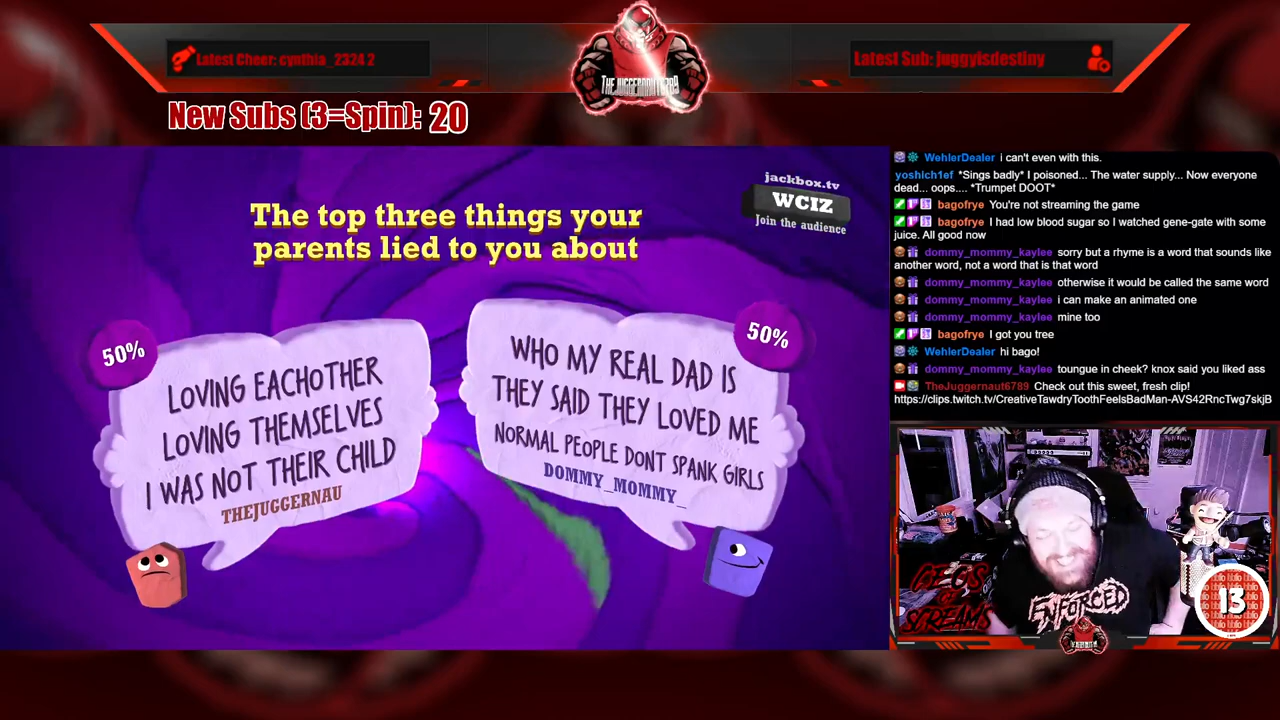 Latest Cheer: cynthia_2324 2
THEJUGGERNAUT6789
Latest Sub: juggyisdestiny
New Subs (3=Spin): 20
jackbox.tv
WCIZ
Join the audience
The top three things your
parents lied to you about
50%
LOVING EACHOTHER
LOVING THEMSELVES
I WAS NOT THEIR CHILD
THEJUGGERNAU
50%
WHO MY REAL DAD IS
THEY SAID THEY LOVED ME
NORMAL PEOPLE DONT SPANK GIRLS
DOMMY_MOMMY_
WehlerDealer i can't even with this.
yoshich1ef *Sings badly* I poisoned... The water supply... Now everyone
dead... oops.... *Trumpet DOOT*
bagofrye You're not streaming the game
bagofrye I had low blood sugar so I watched gene-gate with some
juice. All good now
dommy_mommy_kaylee sorry but a rhyme is a word that sounds like
another word, not a word that is that word
dommy_mommy_kaylee otherwise it would be called the same word
dommy_mommy_kaylee i can make an animated one
dommy_mommy_kaylee mine too
bagofrye I got you tree
WehlerDealer hi bago!
dommy_mommy_kaylee toungue in cheek? knox said you liked ass
TheJuggernaut6789 Check out this sweet, fresh clip!
https://clips.twitch.tv/CreativeTawdryToothFeelsBadMan-AVS42RncTwg7skjB
ENFORCED
SCREAMS
13